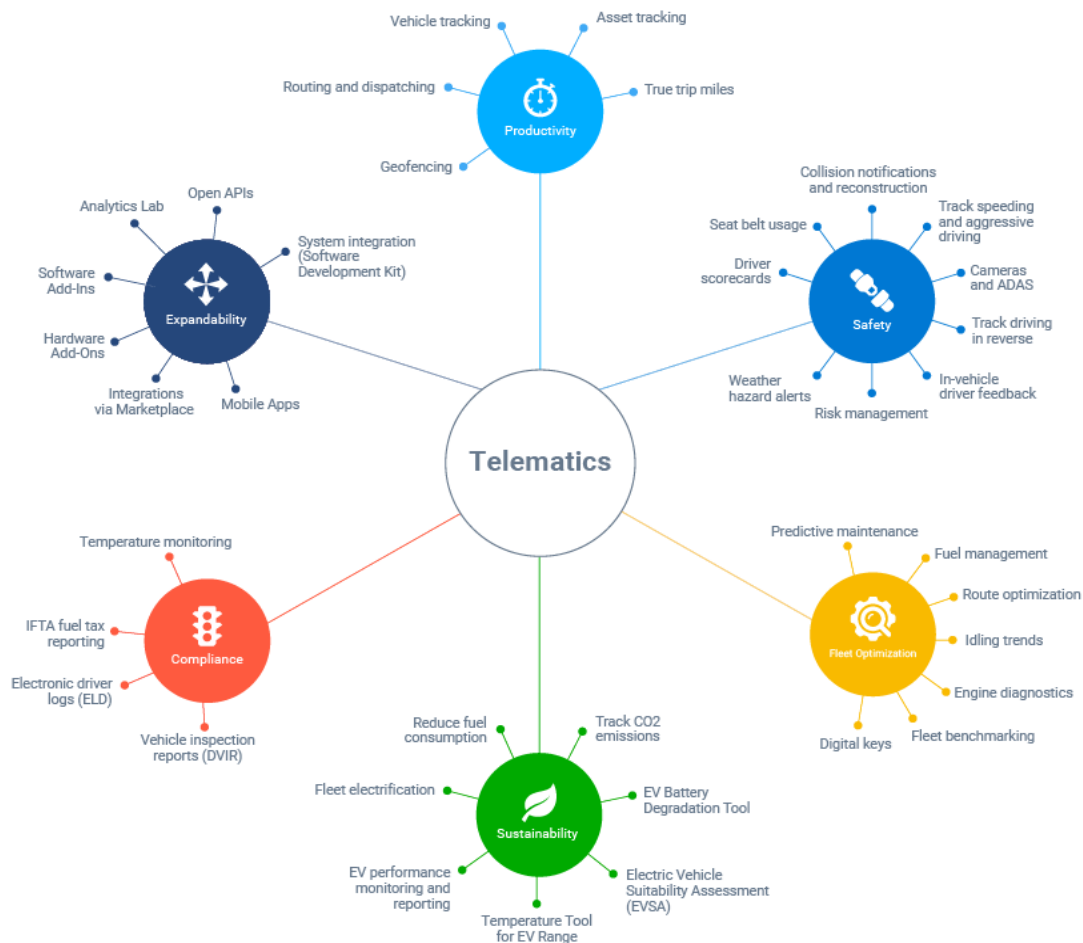 Vehicle tracking
Asset tracking
Routing and dispatching
True trip miles
Geofencing
Productivity
Collision notifications
and reconstruction
Seat belt usage
Track speeding
and aggressive
driving
Driver
scorecards
Cameras
and ADAS
Track driving
in reverse
Weather
hazard alerts
In-vehicle
driver feedback
Risk management
Safety
Open APIs
Analytics Lab
System integration
(Software
Development Kit)
Software
Add-Ins
Hardware
Add-Ons
Integrations
via Marketplace
Mobile Apps
Expandability
Telematics
Temperature monitoring
IFTA fuel tax
reporting
Electronic driver
logs (ELD)
Vehicle inspection
reports (DVIR)
Compliance
Predictive maintenance
Fuel management
Route optimization
Idling trends
Engine diagnostics
Fleet benchmarking
Digital keys
Fleet Optimization
Reduce fuel
consumption
Track CO2
emissions
Fleet electrification
EV Battery
Degradation Tool
EV performance
monitoring and
reporting
Electric Vehicle
Suitability Assessment
(EVSA)
Temperature Tool
for EV Range
Sustainability